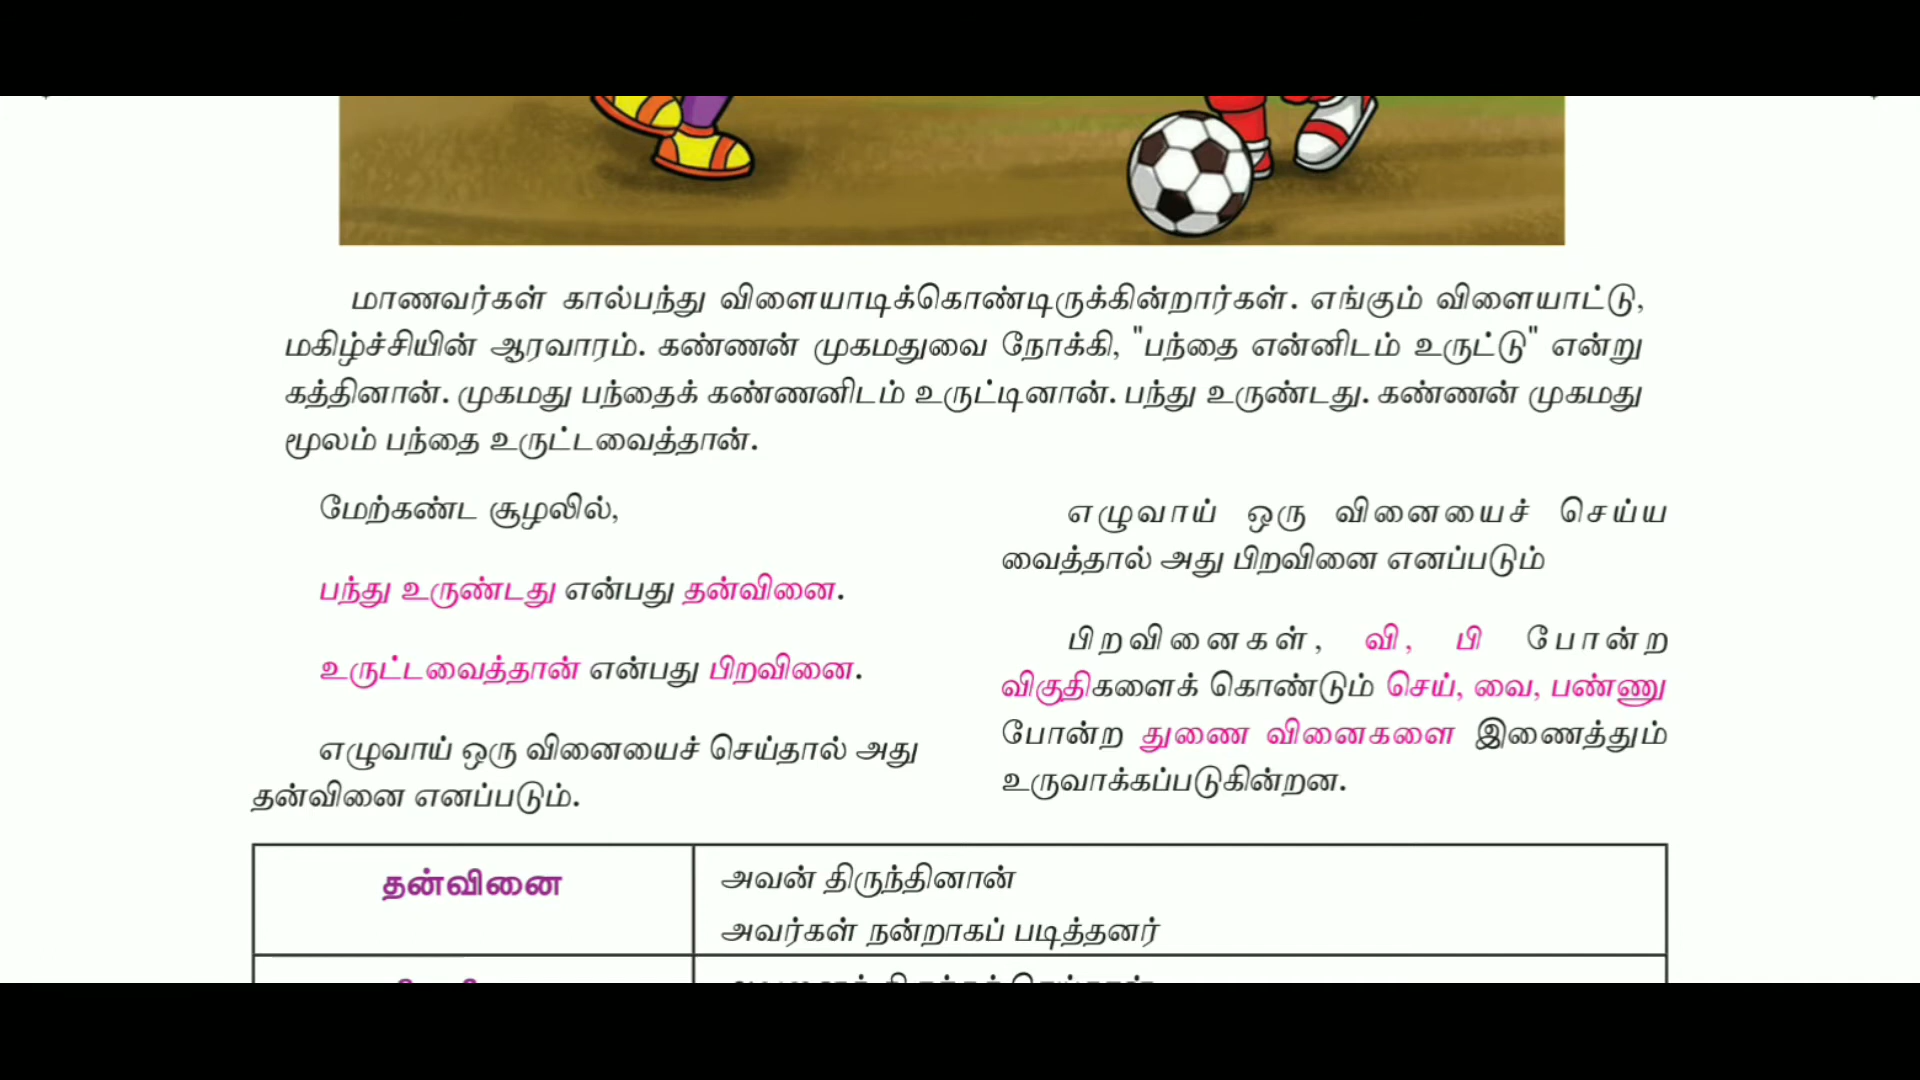 மாணவர்கள் கால்பந்து விளையாடிக்கொண்டிருக்கின்றார்கள். எங்கும் விளையாட்டு,
மகிழ்ச்சியின் ஆரவாரம். கண்ணன் முகமதுவை நோக்கி, "பந்தை என்னிடம் உருட்டு" என்று
கத்தினான். முகமது பந்தைக் கண்ணனிடம் உருட்டினான். பந்து உருண்டது. கண்ணன் முகமது
மூலம் பந்தை உருட்டவைத்தான்.
மேற்கண்ட சூழலில்,
பந்து உருண்டது என்பது தன்வினை.
உருட்டவைத்தான் என்பது பிறவினை.
எழுவாய் ஒரு வினையைச் செய்தால் அது
தன்வினை எனப்படும்.
எழுவாய் ஒரு வினையைச் செய்ய
வைத்தால் அது பிறவினை எனப்படும்
பிறவினைகள், வி, பி போன்ற
விகுதிகளைக் கொண்டும் செய், வை, பண்ணு
போன்ற துணை வினைகளை இணைத்தும்
உருவாக்கப்படுகின்றன.
தன்வினை
அவன் திருந்தினான்
அவர்கள் நன்றாகப் படித்தனர்